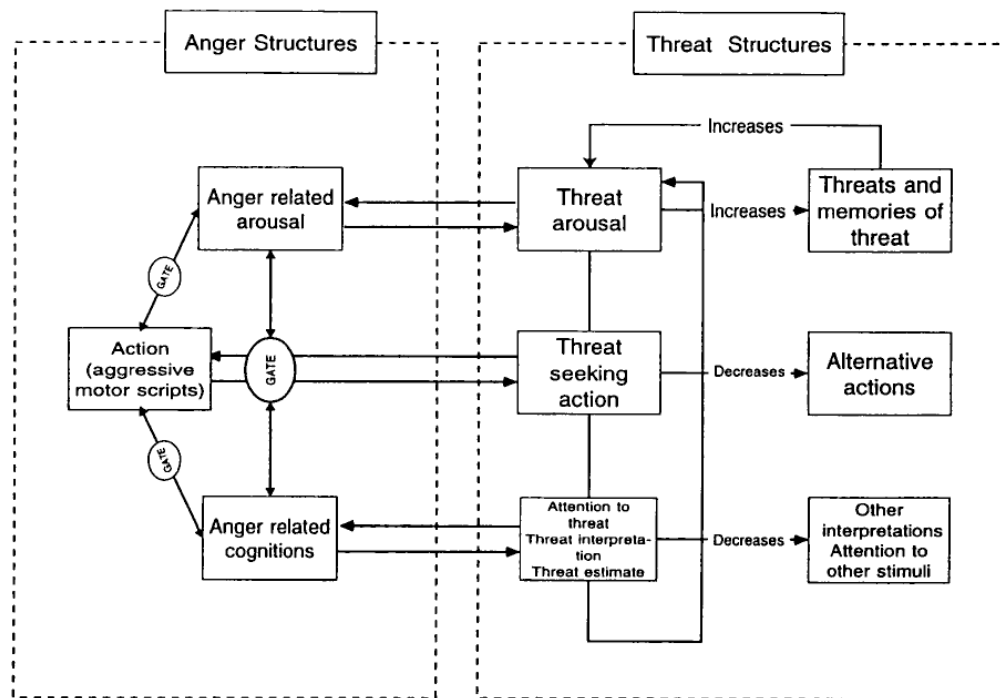 Anger Structures
Threat Structures
Increases
Anger related
arousal
Threat
arousal
Increases
Threats and
memories of
threat
GATE
Action
(aggressive
motor scripts)
GATE
Threat
seeking
action
Decreases
Alternative
actions
GATE
Anger related
cognitions
Attention to
threat
Threat interpreta-
tion
Threat estimate
Decreases
Other
interpretations
Attention to
other stimuli